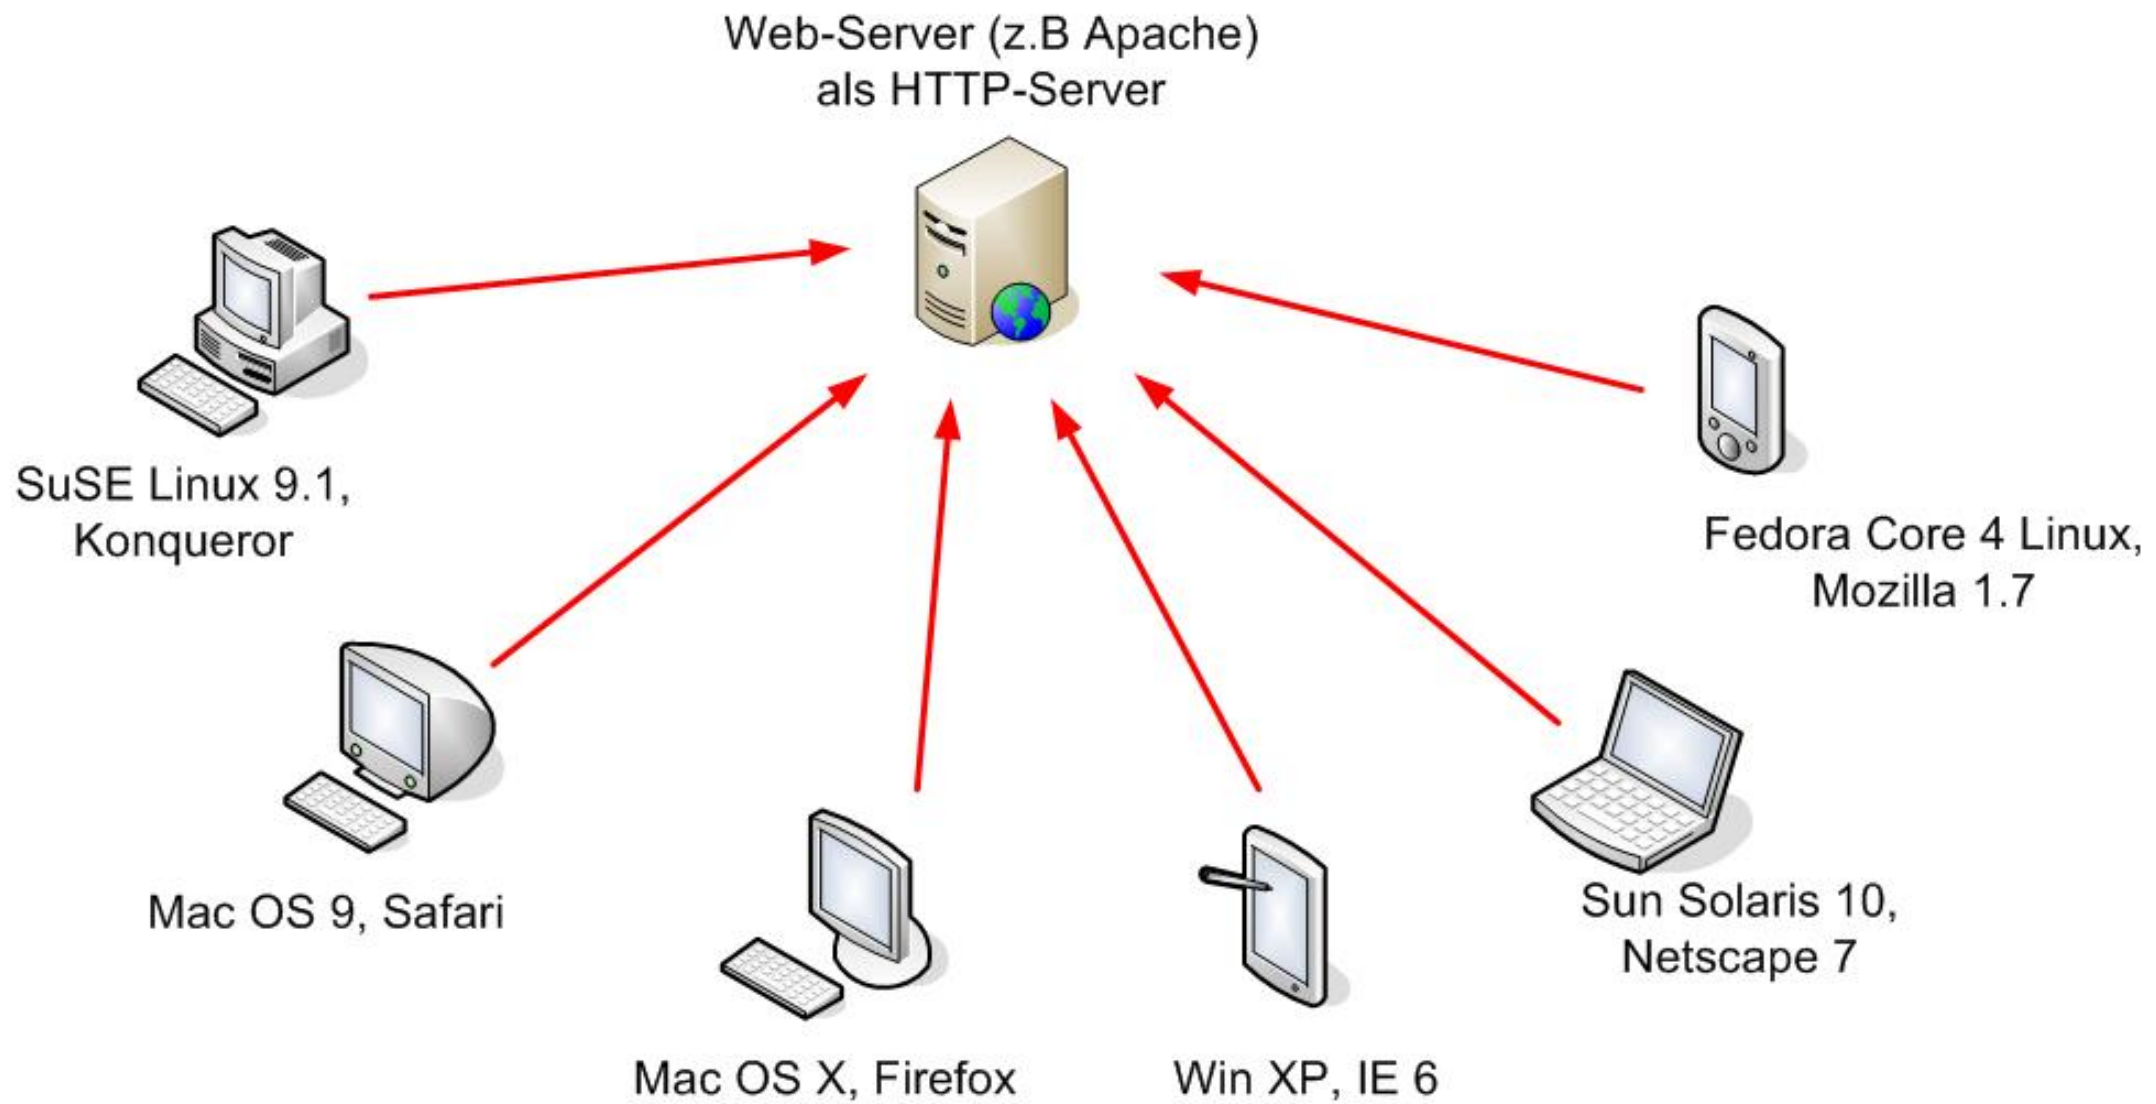 Web-Server (z.B Apache)
als HTTP-Server
SuSE Linux 9.1,
Konqueror
Fedora Core 4 Linux,
Mozilla 1.7
Mac OS 9, Safari
Sun Solaris 10,
Netscape 7
Mac OS X, Firefox
Win XP, IE 6